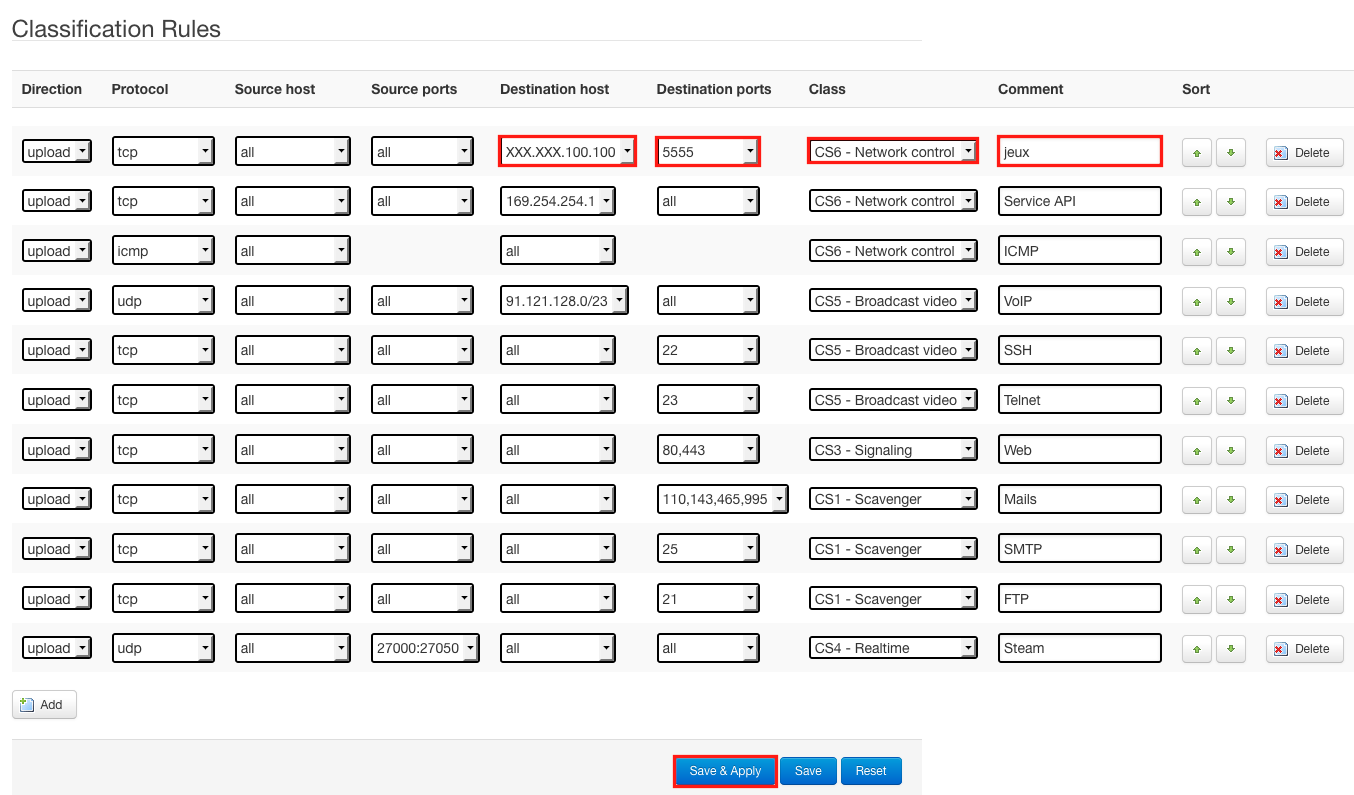 Classification Rules
Direction Protocol Source host Source ports Destination host Destination ports Class Comment Sort
upload tcp all all XXX.XXX.100.100 5555 CS6 - Network control jeux Delete
upload tcp all all 169.254.254.1 all CS6 - Network control Service API Delete
upload icmp all all CS6 - Network control ICMP Delete
upload udp all all 91.121.128.0/23 all CS5 - Broadcast video VoIP Delete
upload tcp all all all 22 CS5 - Broadcast video SSH Delete
upload tcp all all all 23 CS5 - Broadcast video Telnet Delete
upload tcp all all all 80,443 CS3 - Signaling Web Delete
upload tcp all all all 110,143,465,995 CS1 - Scavenger Mails Delete
upload tcp all all all 25 CS1 - Scavenger SMTP Delete
upload tcp all all all 21 CS1 - Scavenger FTP Delete
upload udp all 27000:27050 all all CS4 - Realtime Steam Delete
Add
Save & Apply Save Reset